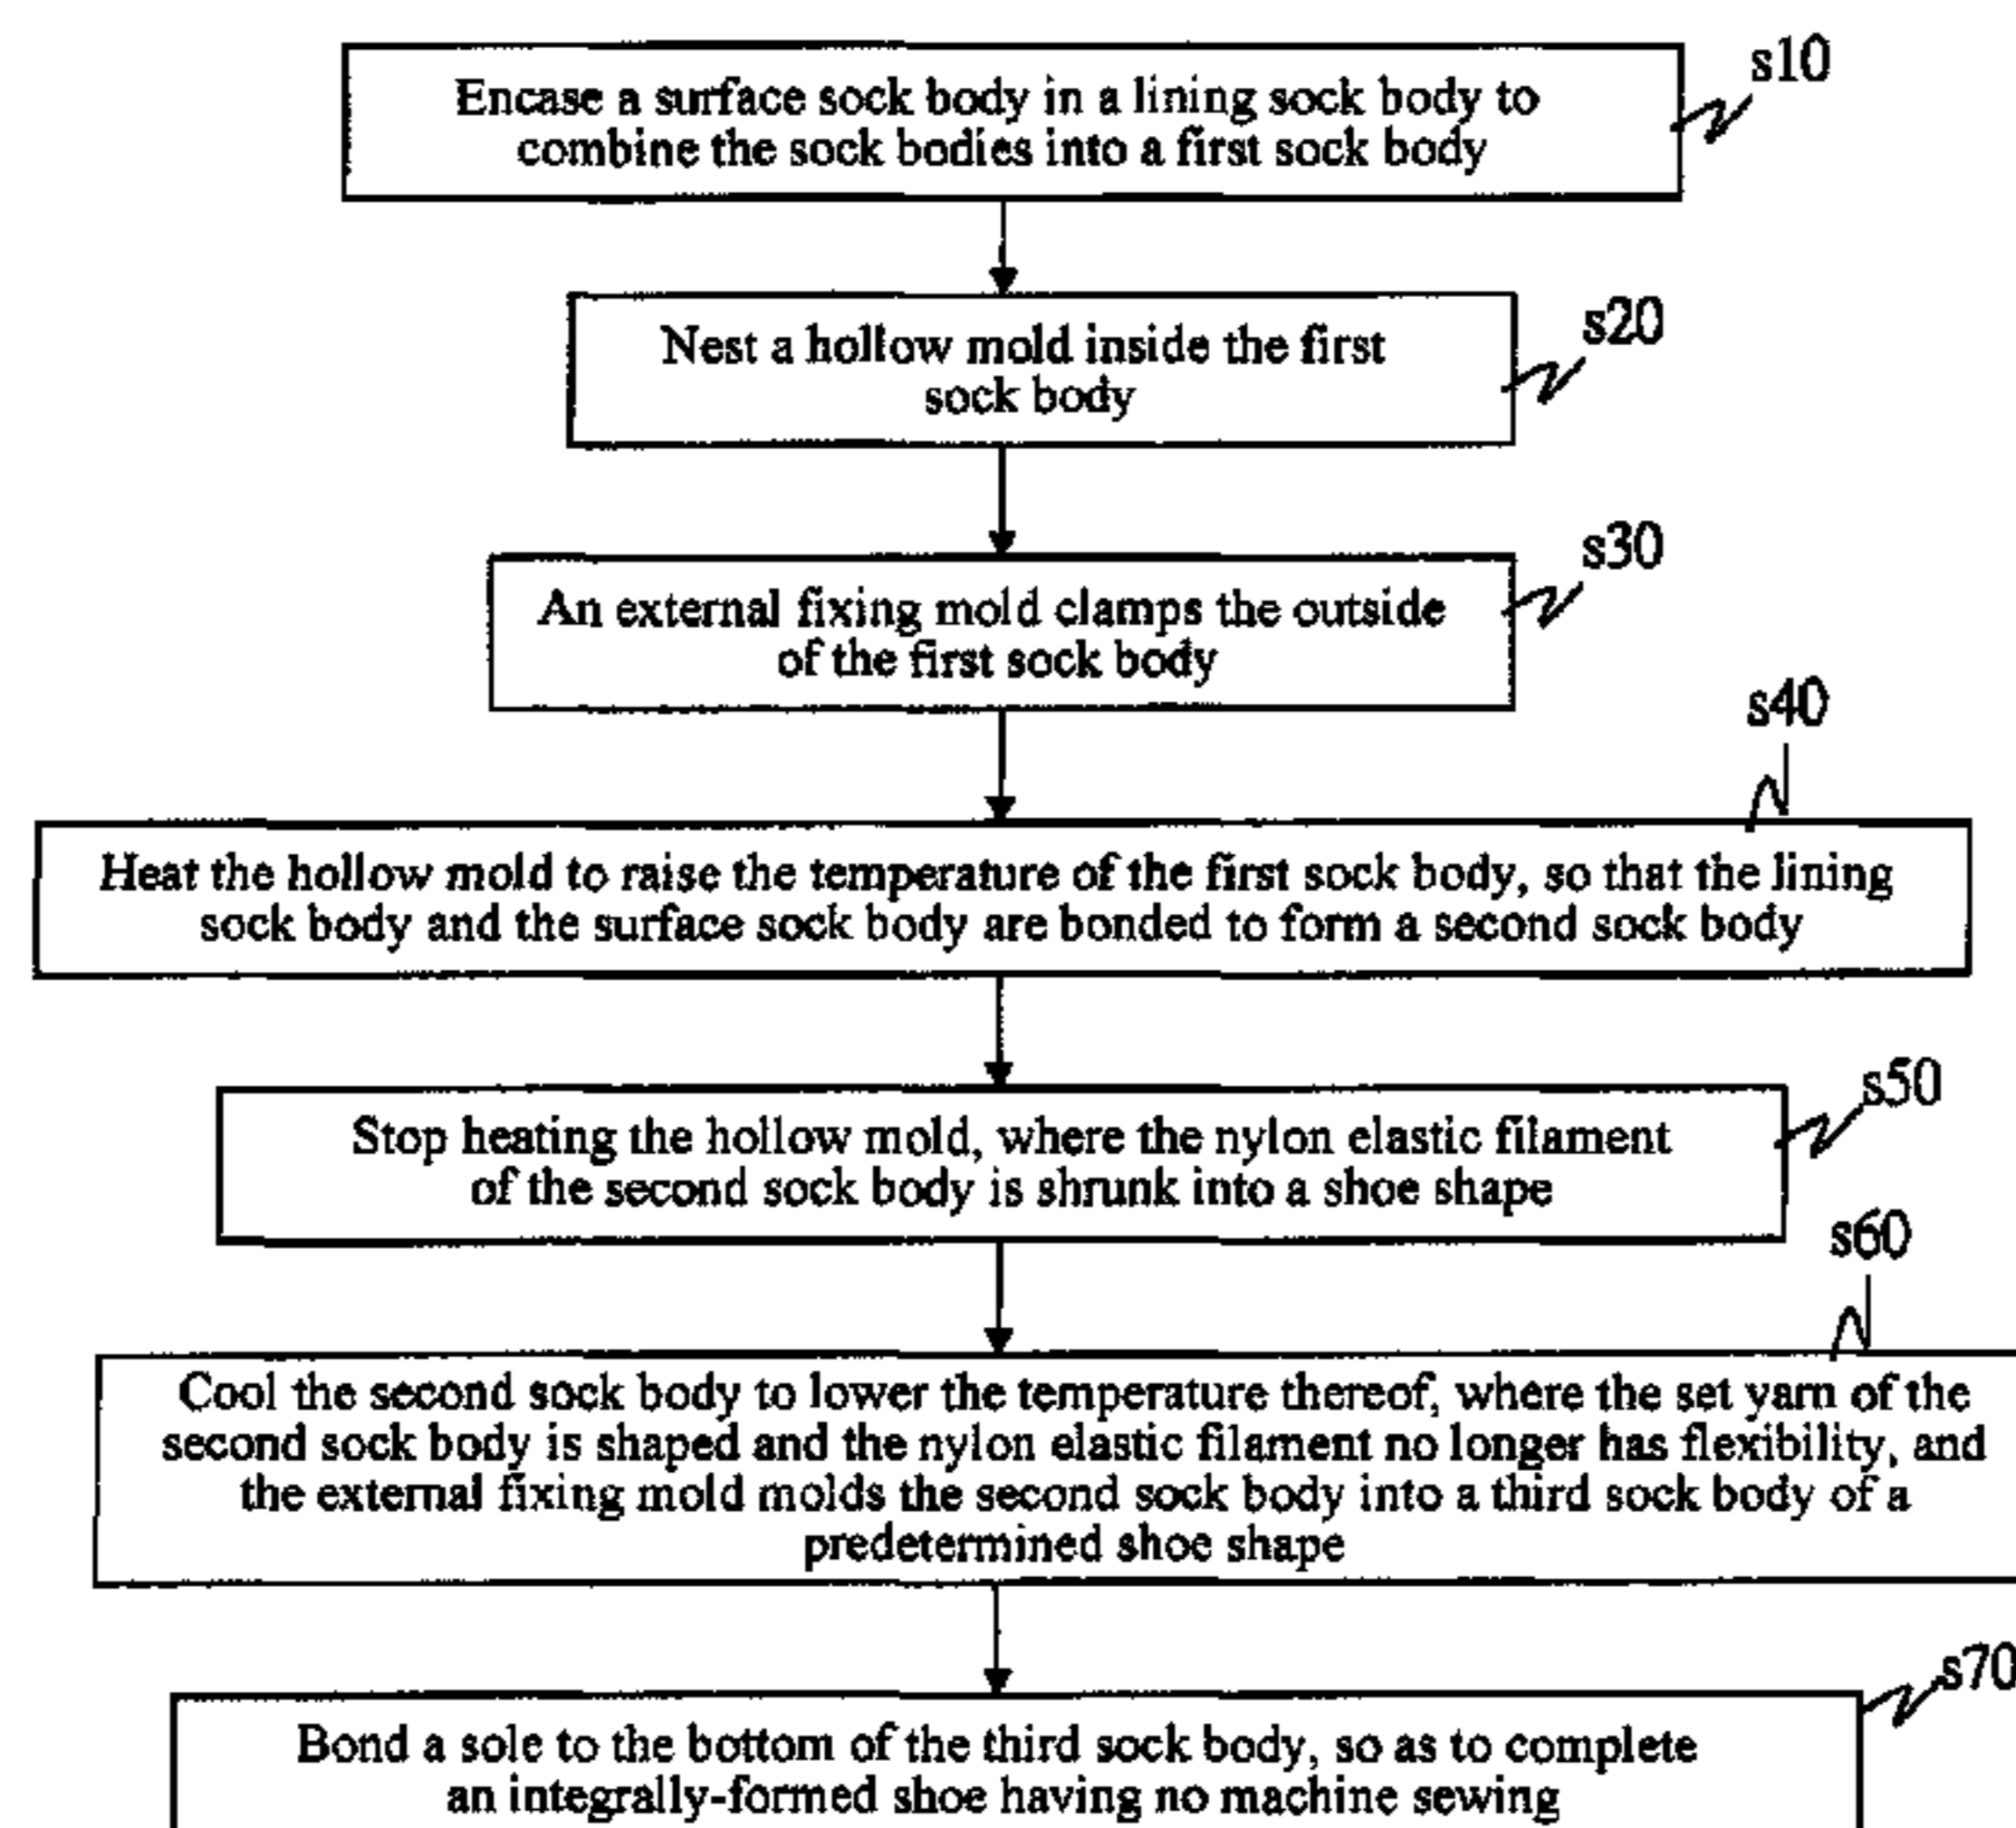 s10
Encase a surface sock body in a lining sock body to
combine the sock bodies into a first sock body
s20
Nest a hollow mold inside the first
sock body
s30
An external fixing mold clamps the outside
of the first sock body
s40
Heat the hollow mold to raise the temperature of the first sock body, so that the lining
sock body and the surface sock body are bonded to form a second sock body
s50
Stop heating the hollow mold, where the nylon elastic filament
of the second sock body is shrunk into a shoe shape
s60
Cool the second sock body to lower the temperature thereof, where the set yarn of the
second sock body is shaped and the nylon elastic filament no longer has flexibility, and
the external fixing mold molds the second sock body into a third sock body of a
predetermined shoe shape
s70
Bond a sole to the bottom of the third sock body, so as to complete
an integrally-formed shoe having no machine sewing